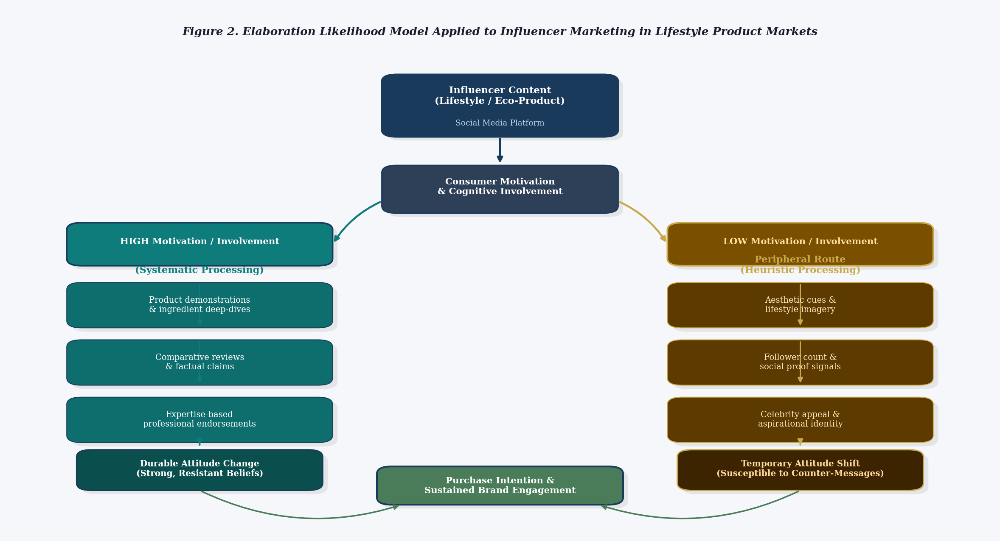 Figure 2. Elaboration Likelihood Model Applied to Influencer Marketing in Lifestyle Product Markets
Influencer Content
(Lifestyle / Eco-Product)
Social Media Platform
Consumer Motivation
& Cognitive Involvement
HIGH Motivation / Involvement
(Systematic Processing)
Product demonstrations
& ingredient deep-dives
Comparative reviews
& factual claims
Expertise-based
professional endorsements
Durable Attitude Change
(Strong, Resistant Beliefs)
LOW Motivation / Involvement
Peripheral Route
(Heuristic Processing)
Aesthetic cues &
lifestyle imagery
Follower count &
social proof signals
Celebrity appeal &
aspirational identity
Temporary Attitude Shift
(Susceptible to Counter-Messages)
Purchase Intention &
Sustained Brand Engagement